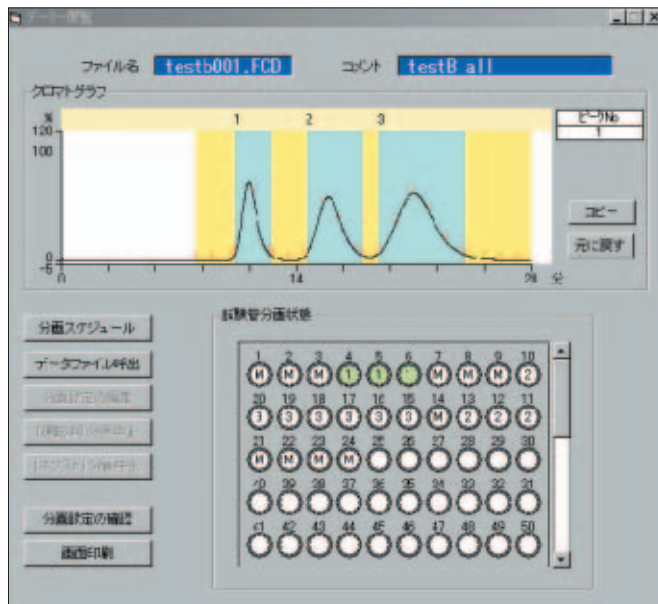 データ閲覧
ファイル名 testb001.FCD コメント testB all
クロマトグラフ
% 1 2 3 ピークNo
120 1
100
コピー
元に戻す
0
-5
0 14 28 分
分画スケジュール
データファイル呼出
分画設定の確認
画面印刷
試験管分画状態
1 2 3 4 5 6 7 8 9 10
M M M 1 1 M M M 2
20 19 18 17 16 15 14 13 12 11
3 3 3 3 3 3 M 2 2 2
21 22 23 24 25 26 27 28 29 30
M M M M
40 39 38 37 36 35 34 33 32 31
41 42 43 44 45 46 47 48 49 50